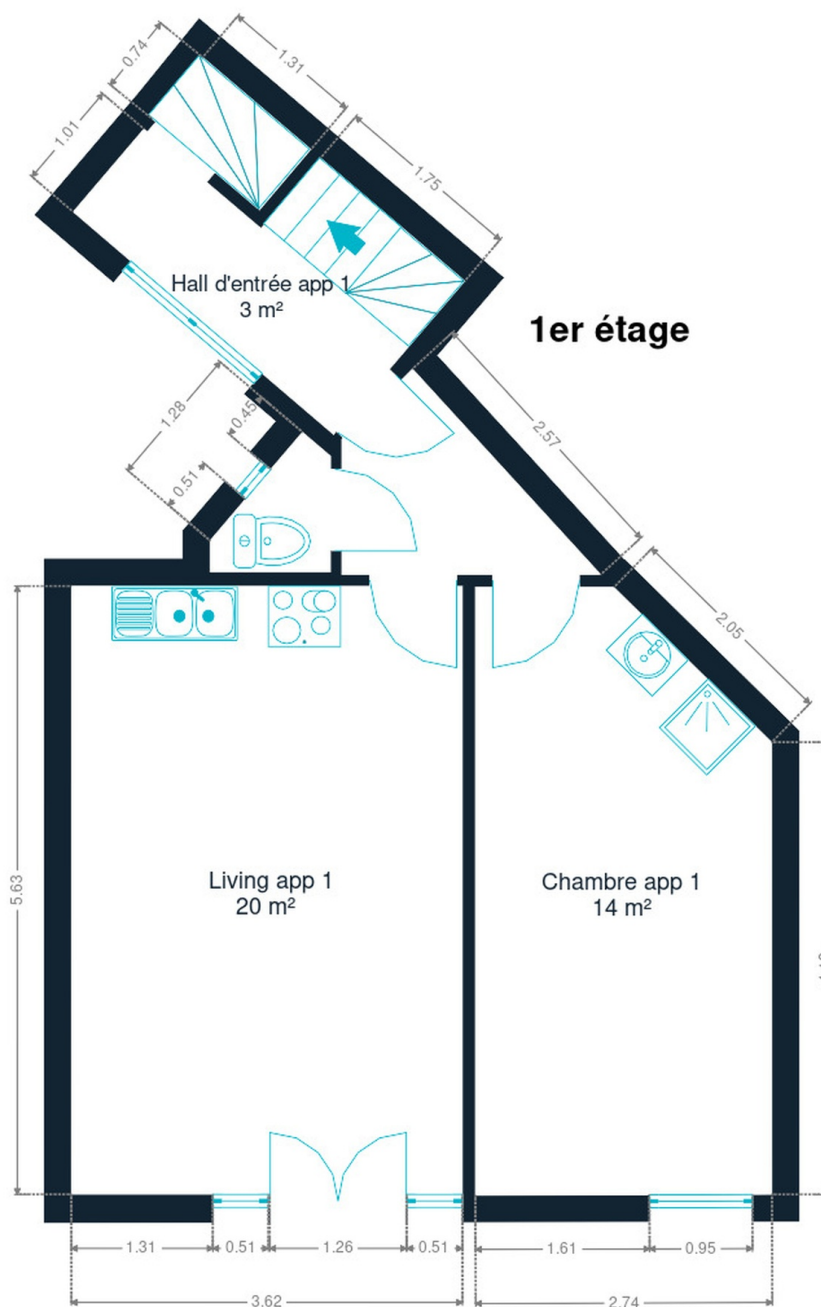 0.74
1.31
1.01
1.75
Hall d'entrée app 1
3 m²
1er étage
1.28
0.45
0.51
2.57
2.05
5.63
Living app 1
20 m²
Chambre app 1
14 m²
1.31
0.51
1.26
0.51
1.61
0.95
3.62
2.74